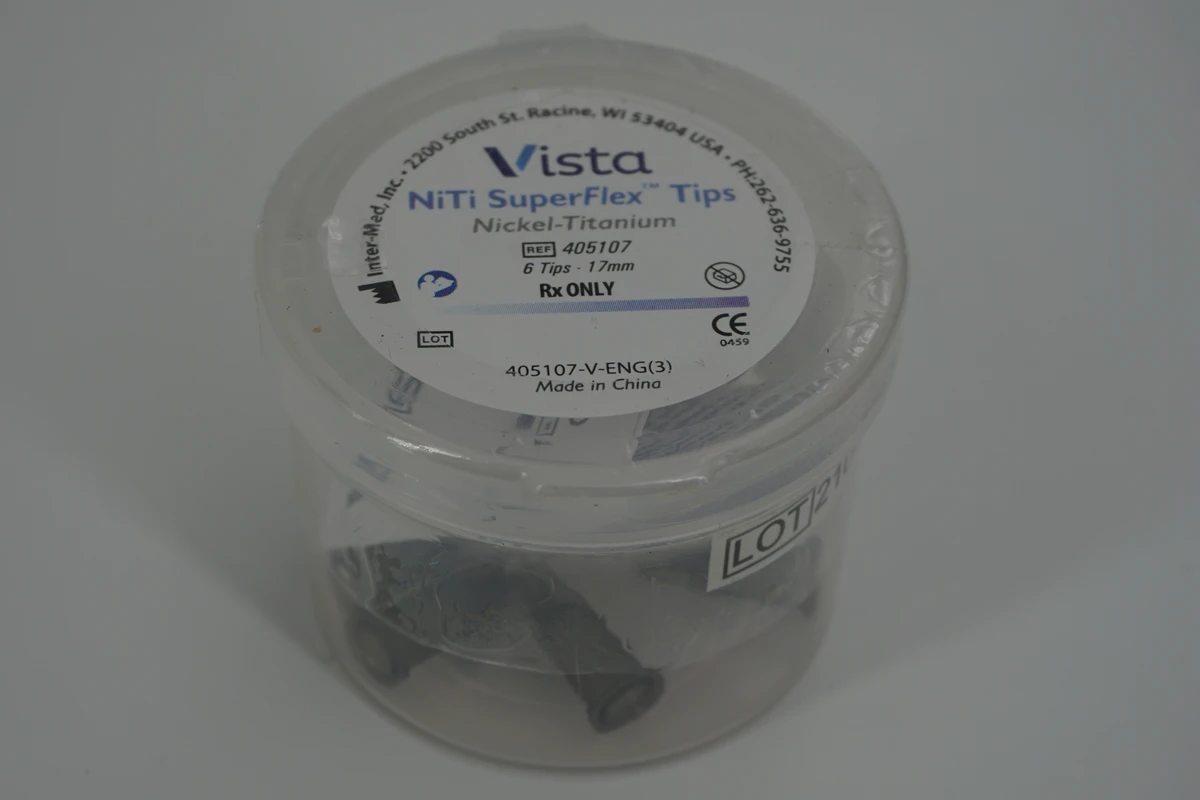 Inter-Med, Inc. • 2200 South St. Racine, WI 53404 USA • PH:262-636-9755
Vista
NiTi SuperFlex™ Tips
Nickel-Titanium
REF 405107
6 Tips · 17mm
Rx ONLY
LOT
CE
0459
405107-V-ENG(3)
Made in China
LOT 210